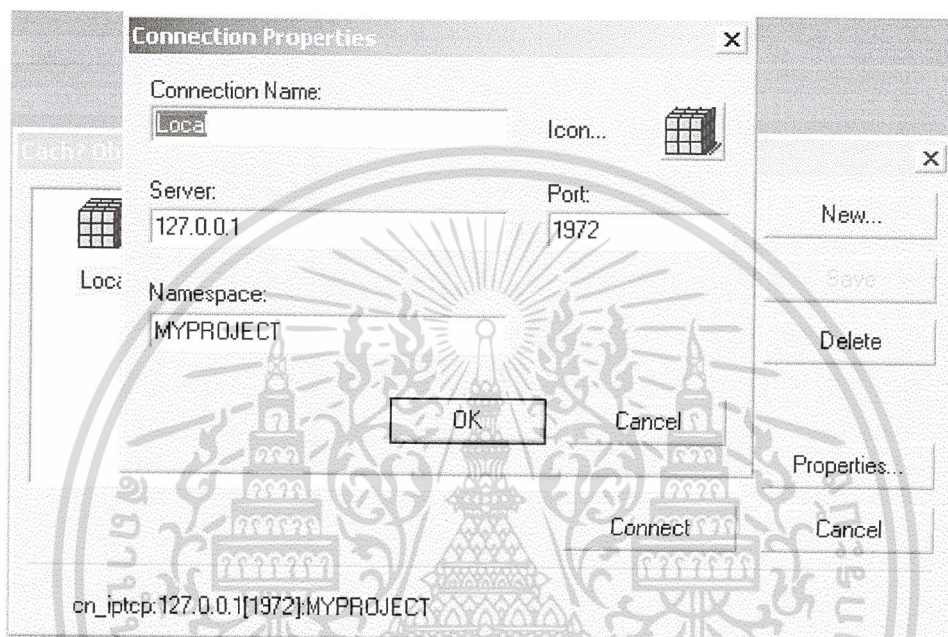 Connection Properties
Connection Name:
Loca
Icon...
Server:
127.0.0.1
Port:
1972
Namespace:
MYPROJECT
OK
Cancel
Loca
New...
Save
Delete
Properties...
Connect
Cancel
cn_iptcp:127.0.0.1[1972]:MYPROJECT